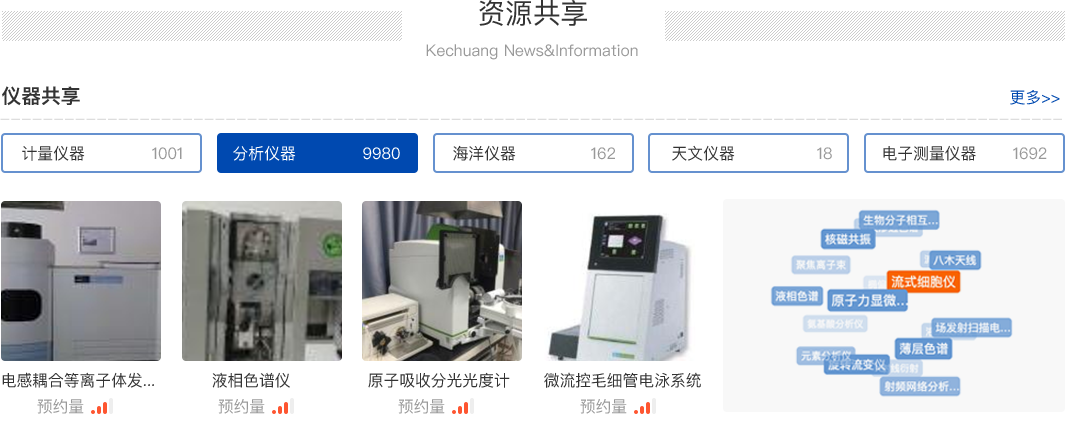 资源共享
Kechuang News&Information
仪器共享
更多>>
计量仪器 1001
分析仪器 9980
海洋仪器 162
天文仪器 18
电子测量仪器 1692
电感耦合等离子体发...
液相色谱仪
原子吸收分光光度计
微流控毛细管电泳系统
预约量
预约量
预约量
预约量
生物分子相互...
核磁共振
八木天线
聚焦离子束
流式细胞仪
液相色谱
原子力显微...
氨基酸分析仪
场发射扫描电...
薄层色谱
元素分析仪
旋转流变仪
射频网络分析...